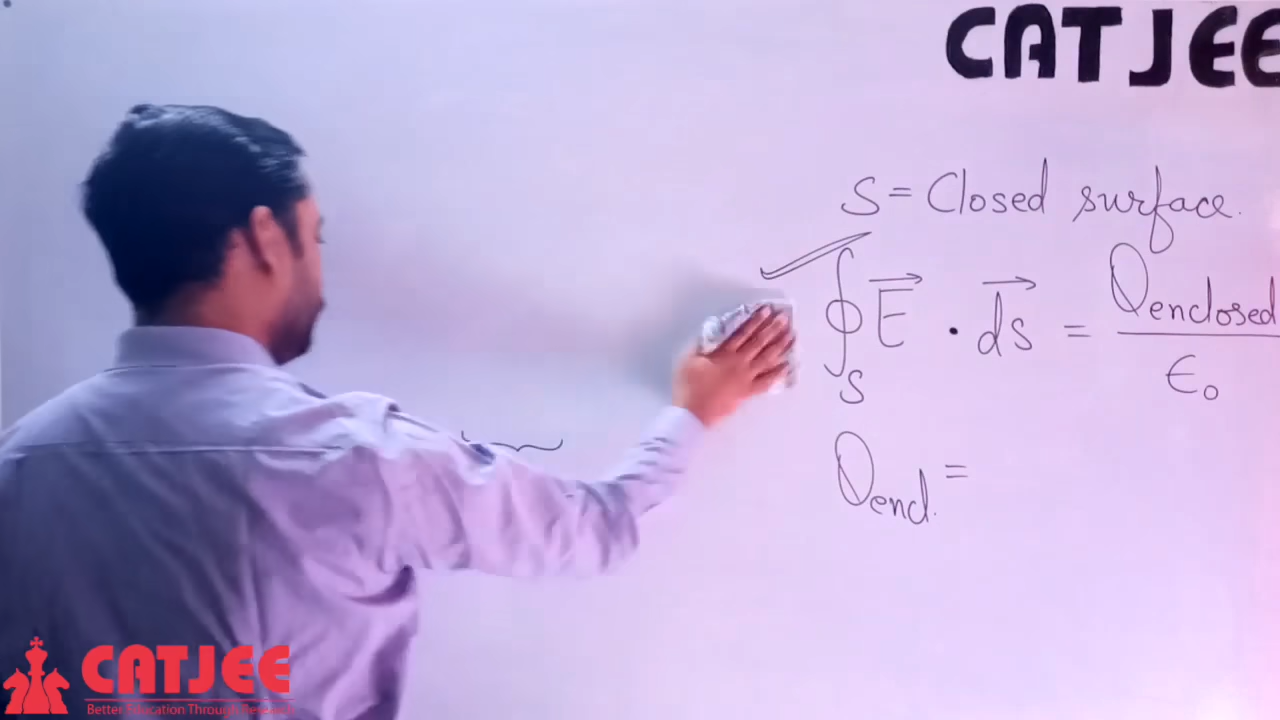 CATJEE
S = Closed surface.
∮S E⃗ · ds⃗ = Qenclosed / ϵ0
Qencl. =
CATJEE
Better Education Through Research